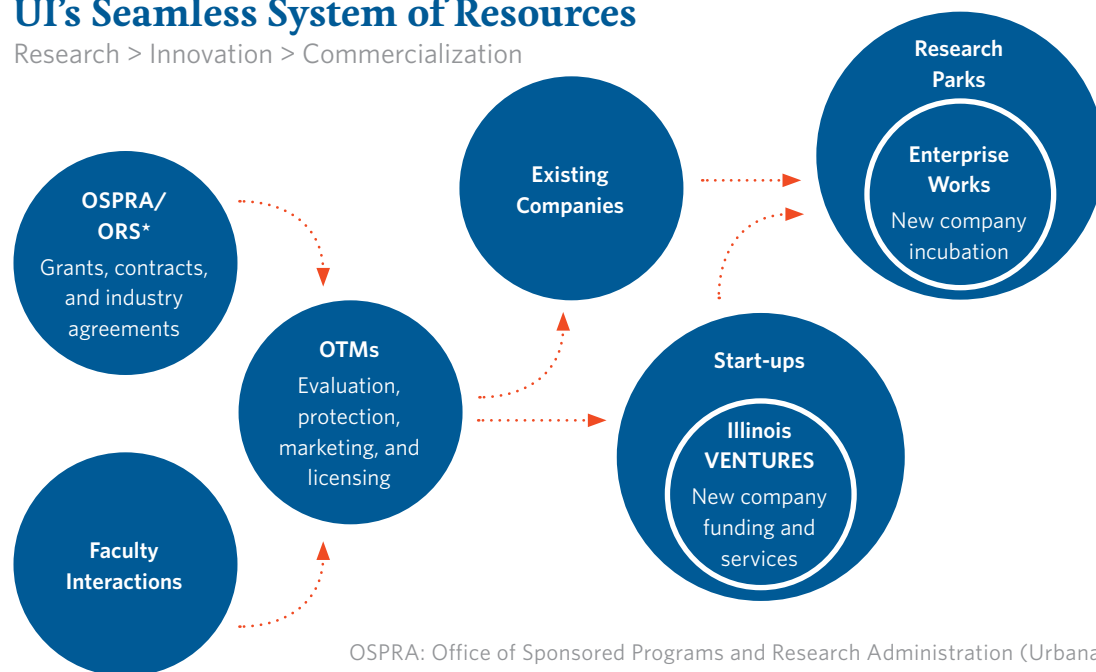 UI's Seamless System of Resources
Research > Innovation > Commercialization
OSPRA/
ORS*
Grants, contracts,
and industry
agreements
Faculty
Interactions
OTMs
Evaluation,
protection,
marketing, and
licensing
Existing
Companies
Start-ups
Illinois
VENTURES
New company
funding and
services
Research
Parks
Enterprise
Works
New company
incubation
OSPRA: Office of Sponsored Programs and Research Administration (Urbana